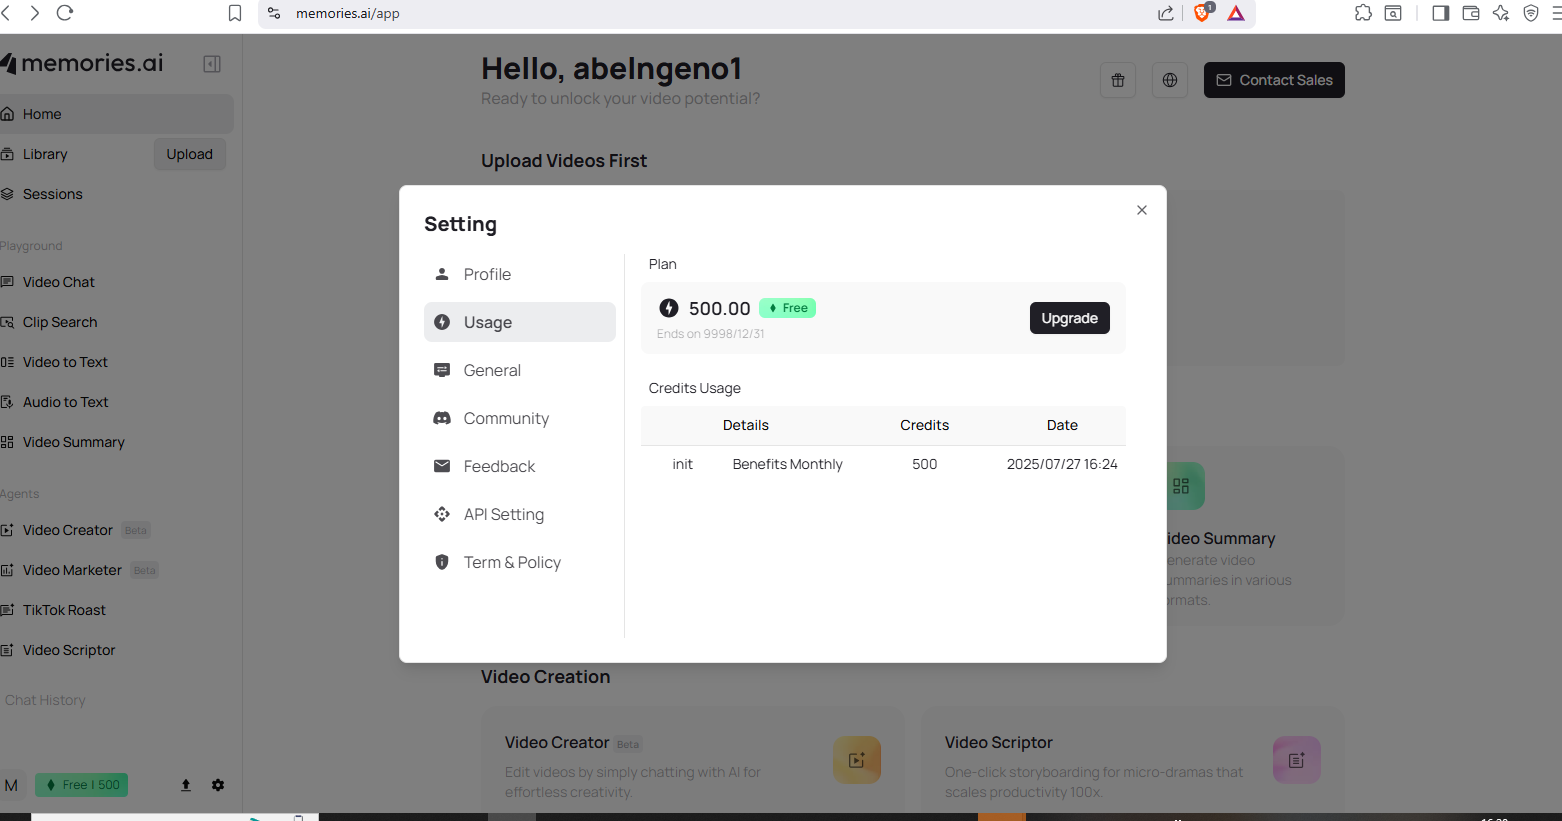 memories.ai/app
1
memories.ai
Home
Library
Upload
Sessions
Playground
Video Chat
Clip Search
Video to Text
Audio to Text
Video Summary
Agents
Video Creator Beta
Video Marketer Beta
TikTok Roast
Video Scriptor
Chat History
M
Free | 500
Hello, abelngeno1
Ready to unlock your video potential?
Contact Sales
Upload Videos First
Setting
Profile
Usage
General
Community
Feedback
API Setting
Term & Policy
Plan
500.00 Free
Ends on 9998/12/31
Upgrade
Credits Usage
Details Credits Date
init Benefits Monthly 500 2025/07/27 16:24
ideo Summary
enerate video
ummaries in various
ormats.
Video Creation
Video Creator Beta
Edit videos by simply chatting with AI for
effortless creativity.
Video Scriptor
One-click storyboarding for micro-dramas that
scales productivity 100x.